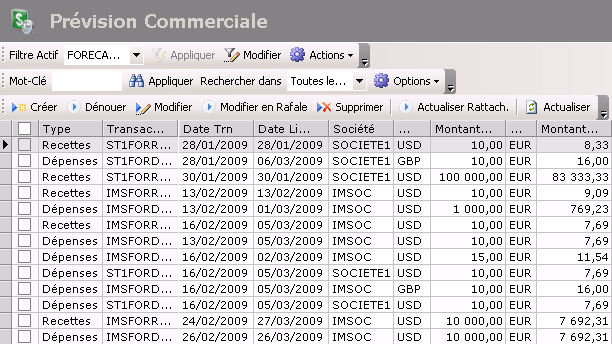 Prévision Commerciale
Filtre Actif FORECA... Appliquer Modifier Actions
Mot-Clé Appliquer Rechercher dans Toutes le... Options
Créer Dénouer Modifier Modifier en Rafale Supprimer Actualiser Rattach. Actualiser
Type Transac... Date Trn Date Li... Société ... Montant... ... Montant...
Recettes ST1FORR... 28/01/2009 28/01/2009 SOCIETE1 USD 10,00 EUR 8,33
Dépenses ST1FORD... 28/01/2009 06/03/2009 SOCIETE1 GBP 10,00 EUR 16,00
Recettes ST1FORR... 30/01/2009 30/01/2009 SOCIETE1 USD 100 000,00 EUR 83 333,33
Recettes IMSFORR... 13/02/2009 13/02/2009 IMSOC USD 10,00 EUR 9,09
Dépenses IMSFORD... 13/02/2009 01/03/2009 IMSOC USD 1 000,00 EUR 769,23
Recettes IMSFORR... 16/02/2009 05/03/2009 IMSOC USD 10,00 EUR 7,69
Dépenses IMSFORD... 13/02/2009 05/03/2009 IMSOC USD 10,00 EUR 7,69
Dépenses IMSFORD... 16/02/2009 02/03/2009 IMSOC USD 15,00 EUR 11,54
Dépenses ST1FORD... 16/02/2009 05/03/2009 SOCIETE1 USD 10,00 EUR 7,69
Dépenses IMSFORD... 16/02/2009 05/03/2009 IMSOC GBP 10,00 EUR 16,00
Dépenses ST1FORD... 16/02/2009 05/03/2009 SOCIETE1 USD 10,00 EUR 7,69
Recettes IMSFORR... 24/02/2009 27/03/2009 IMSOC USD 10 000,00 EUR 7 692,31
Dépenses IMSFORD... 26/02/2009 26/03/2009 IMSOC USD 10 000,00 EUR 7 692,31